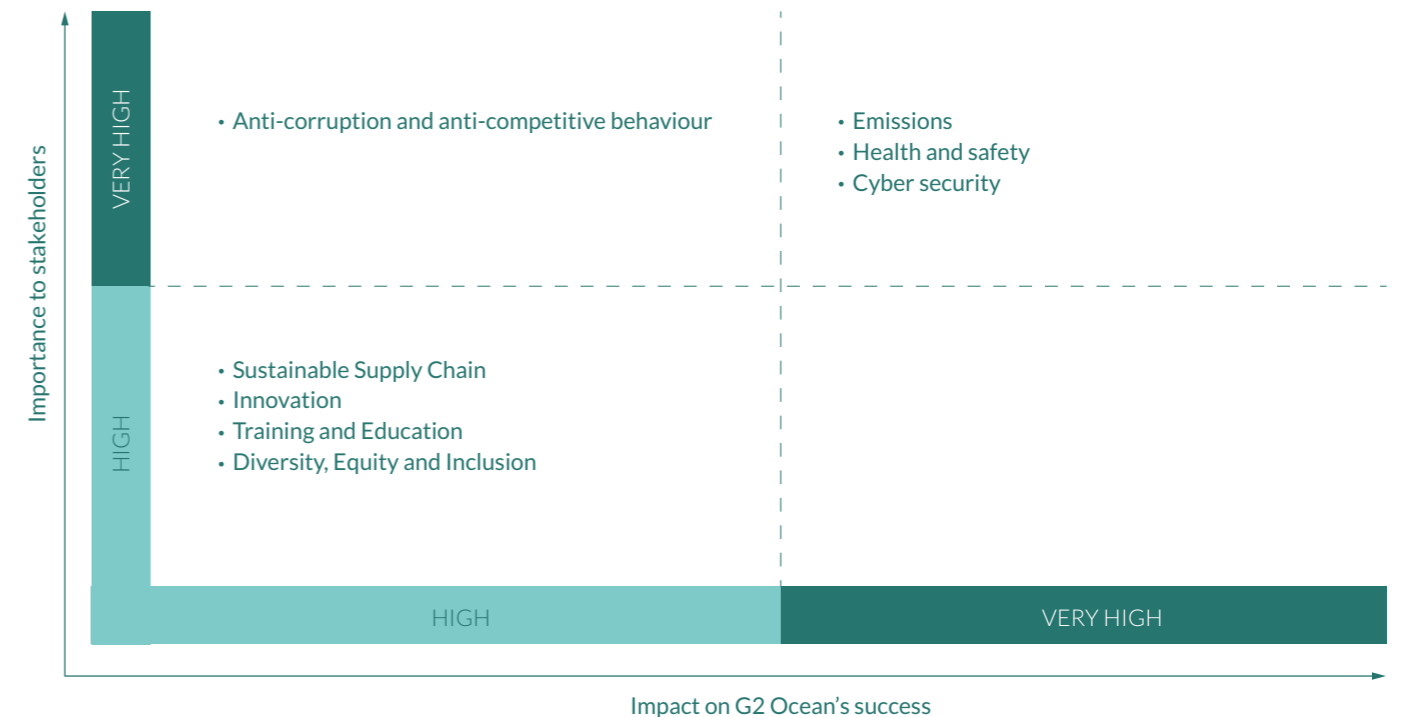 Importance to stakeholders
VERY HIGH
HIGH
• Anti-corruption and anti-competitive behaviour
• Emissions
• Health and safety
• Cyber security
• Sustainable Supply Chain
• Innovation
• Training and Education
• Diversity, Equity and Inclusion
HIGH
VERY HIGH
Impact on G2 Ocean’s success